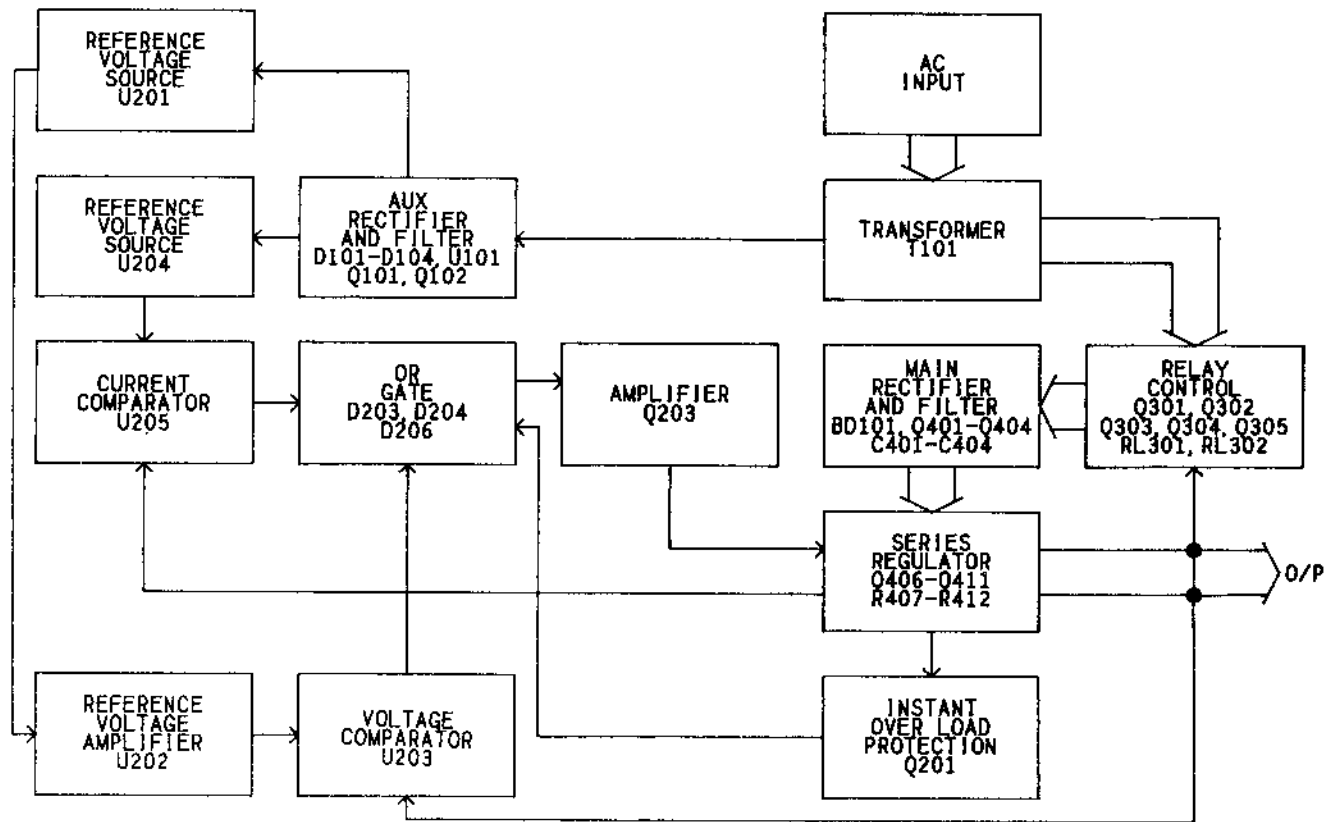 REFERENCE
VOLTAGE
SOURCE
U201
AC
INPUT
REFERENCE
VOLTAGE
SOURCE
U204
AUX
RECTIFIER
AND FILTER
D101-D104, U101
Q101, Q102
TRANSFORMER
T101
CURRENT
COMPARATOR
U205
OR
GATE
D203, D204
D206
AMPLIFIER
Q203
MAIN
RECTIFIER
AND FILTER
BD101, Q401-Q404
C401-C404
RELAY
CONTROL
Q301, Q302
Q303, Q304, Q305
RL301, RL302
SERIES
REGULATOR
Q406-Q411
R407-R412
O/P
REFERENCE
VOLTAGE
AMPLIFIER
U202
VOLTAGE
COMPARATOR
U203
INSTANT
OVER LOAD
PROTECTION
Q201